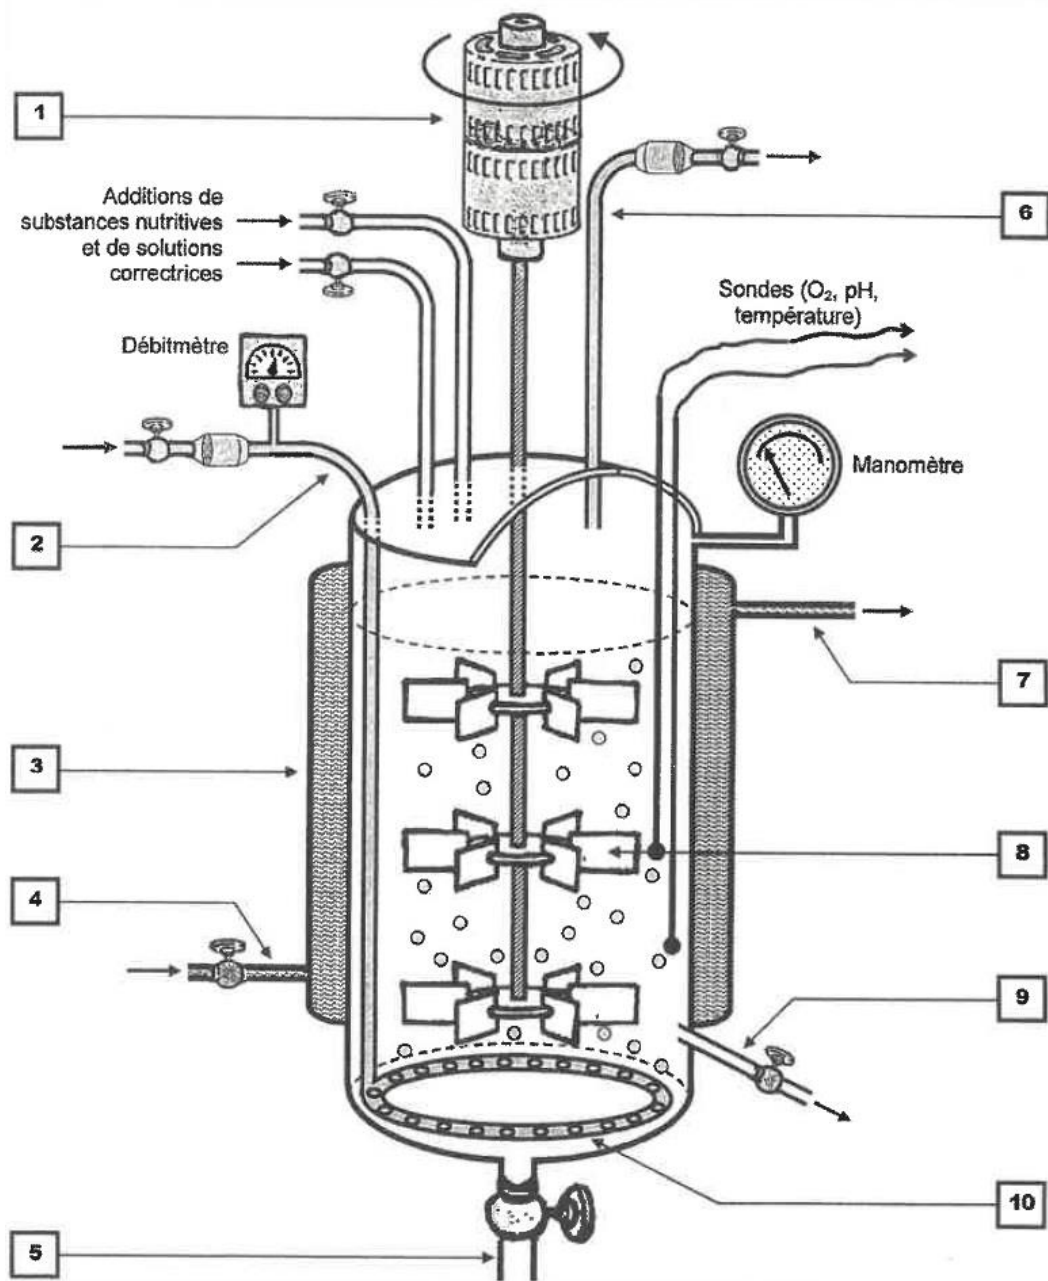 1
Additions de
substances nutritives
et de solutions
correctrices
6
Sondes (O₂, pH,
température)
Débitmètre
Manomètre
2
7
3
8
4
9
10
5